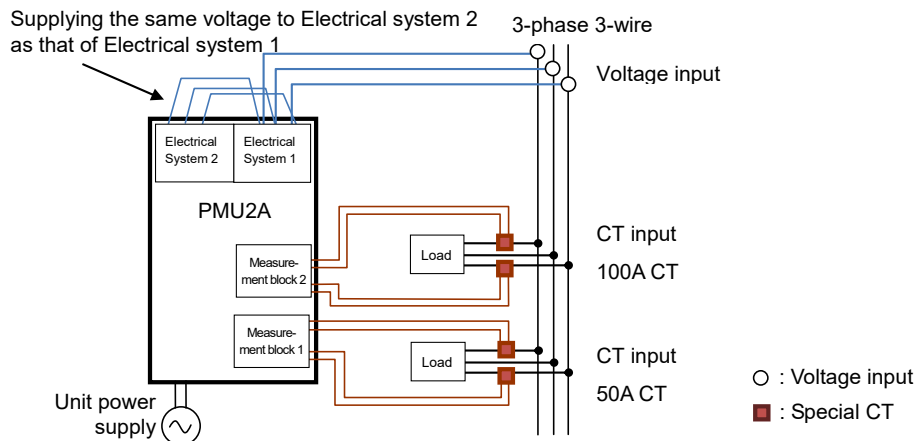 Supplying the same voltage to Electrical system 2
as that of Electrical system 1
3-phase 3-wire
Voltage input
Electrical
System 2
Electrical
System 1
PMU2A
Measure-
ment block 2
Load
CT input
100A CT
Measure-
ment block 1
Load
CT input
50A CT
Unit power
supply
: Voltage input
: Special CT